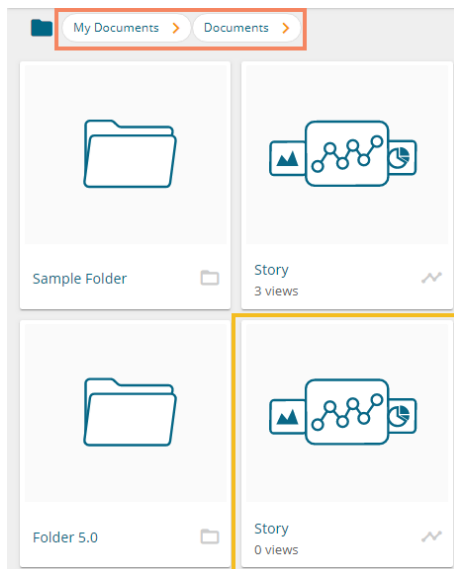 My Documents Documents
Sample Folder
Story
3 views
Folder 5.0
Story
0 views